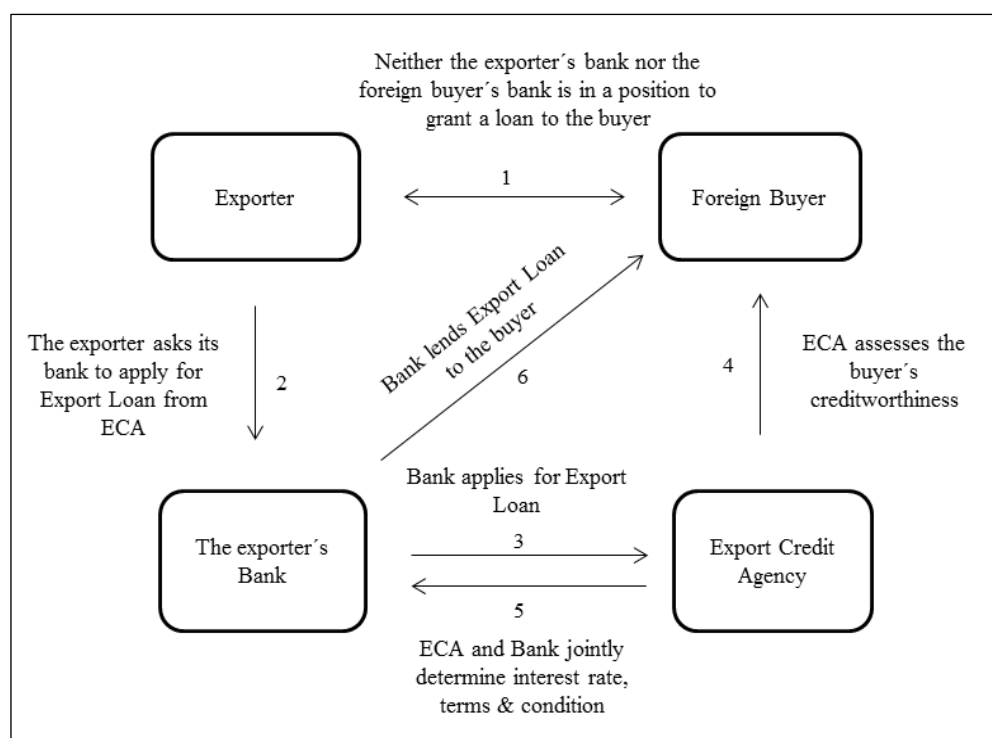 Neither the exporter´s bank nor the
foreign buyer´s bank is in a position to
grant a loan to the buyer
Exporter
1
Foreign Buyer
The exporter asks its
bank to apply for
Export Loan from
ECA
2
Bank lends Export Loan
to the buyer
6
4
ECA assesses the
buyer´s
creditworthiness
The exporter´s
Bank
Bank applies for Export
Loan
3
5
Export Credit
Agency
ECA and Bank jointly
determine interest rate,
terms & condition